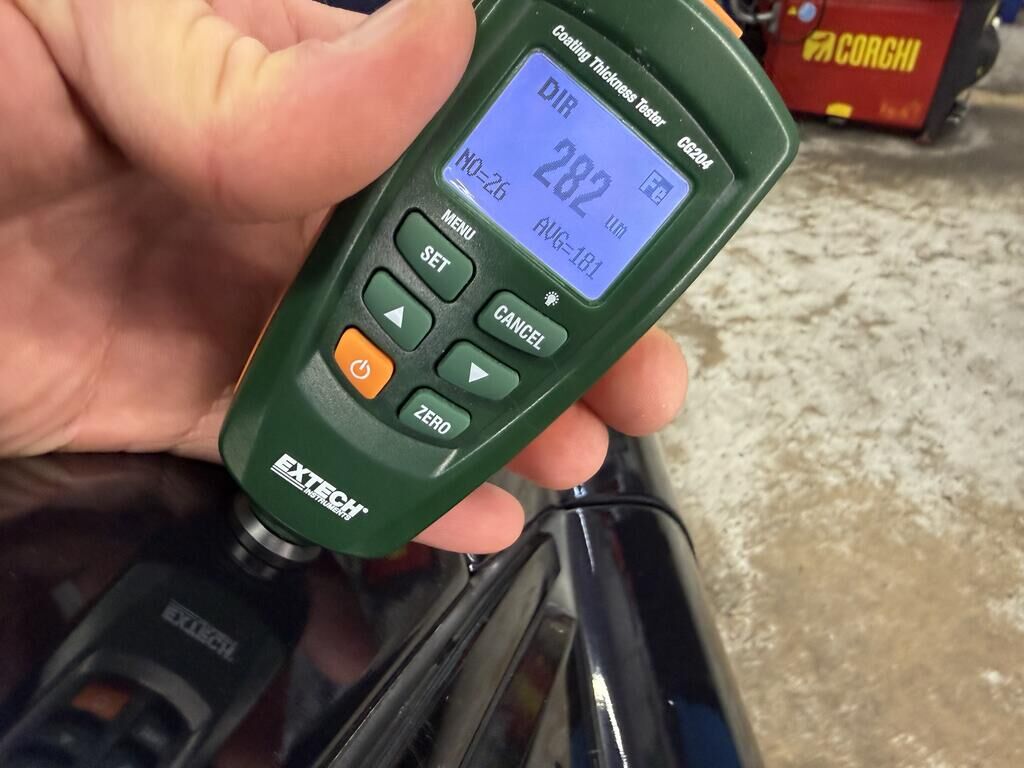 CORGHI
Coating Thickness Tester
CG204
DIR
Fe
282 um
NO=26
AVG=181
MENU
SET
CANCEL
ZERO
EXTECH®
INSTRUMENTS
EXTECH